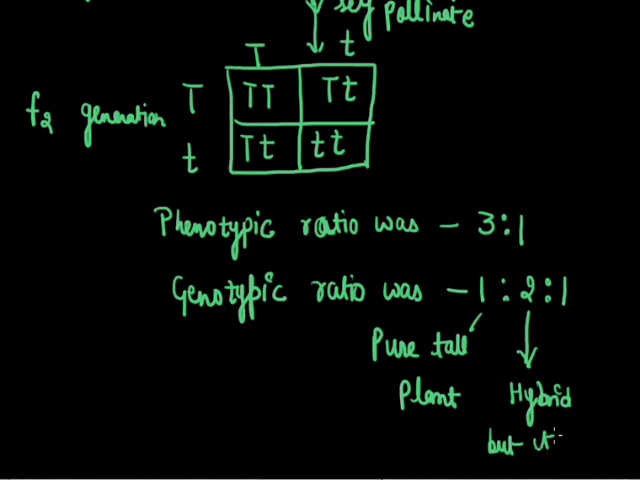 self pollinate
T t
f2 generation T TT Tt
t Tt tt
Phenotypic ratio was - 3:1
Genotypic ratio was - 1:2:1
Pure tall
Plant Hybrid
but